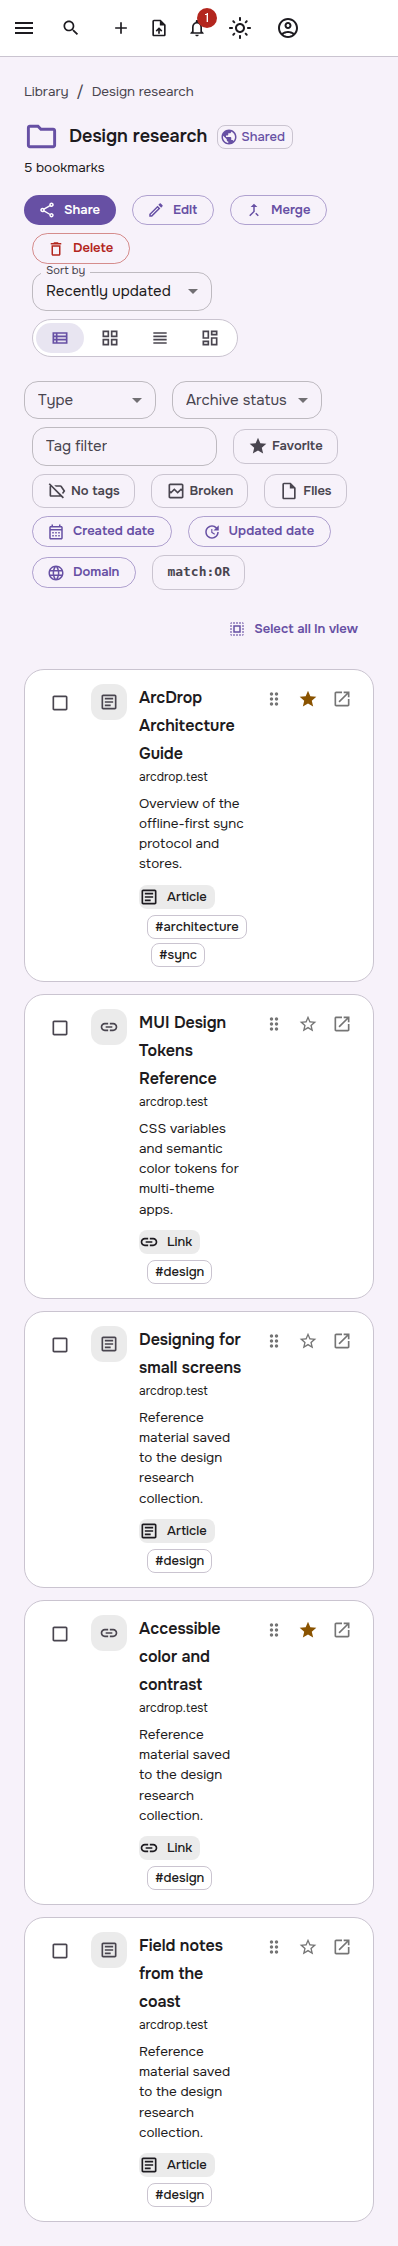 1
Library / Design research
Design research Shared
5 bookmarks
Share Edit Merge
Delete
Sort by
Recently updated
Type Archive status
Tag filter Favorite
No tags Broken Files
Created date Updated date
Domain match:OR
Select all in view
ArcDrop
Architecture
Guide
arcdrop.test
Overview of the
offline-first sync
protocol and
stores.
Article
#architecture
#sync
MUI Design
Tokens
Reference
arcdrop.test
CSS variables
and semantic
color tokens for
multi-theme
apps.
Link
#design
Designing for
small screens
arcdrop.test
Reference
material saved
to the design
research
collection.
Article
#design
Accessible
color and
contrast
arcdrop.test
Reference
material saved
to the design
research
collection.
Link
#design
Field notes
from the
coast
arcdrop.test
Reference
material saved
to the design
research
collection.
Article
#design